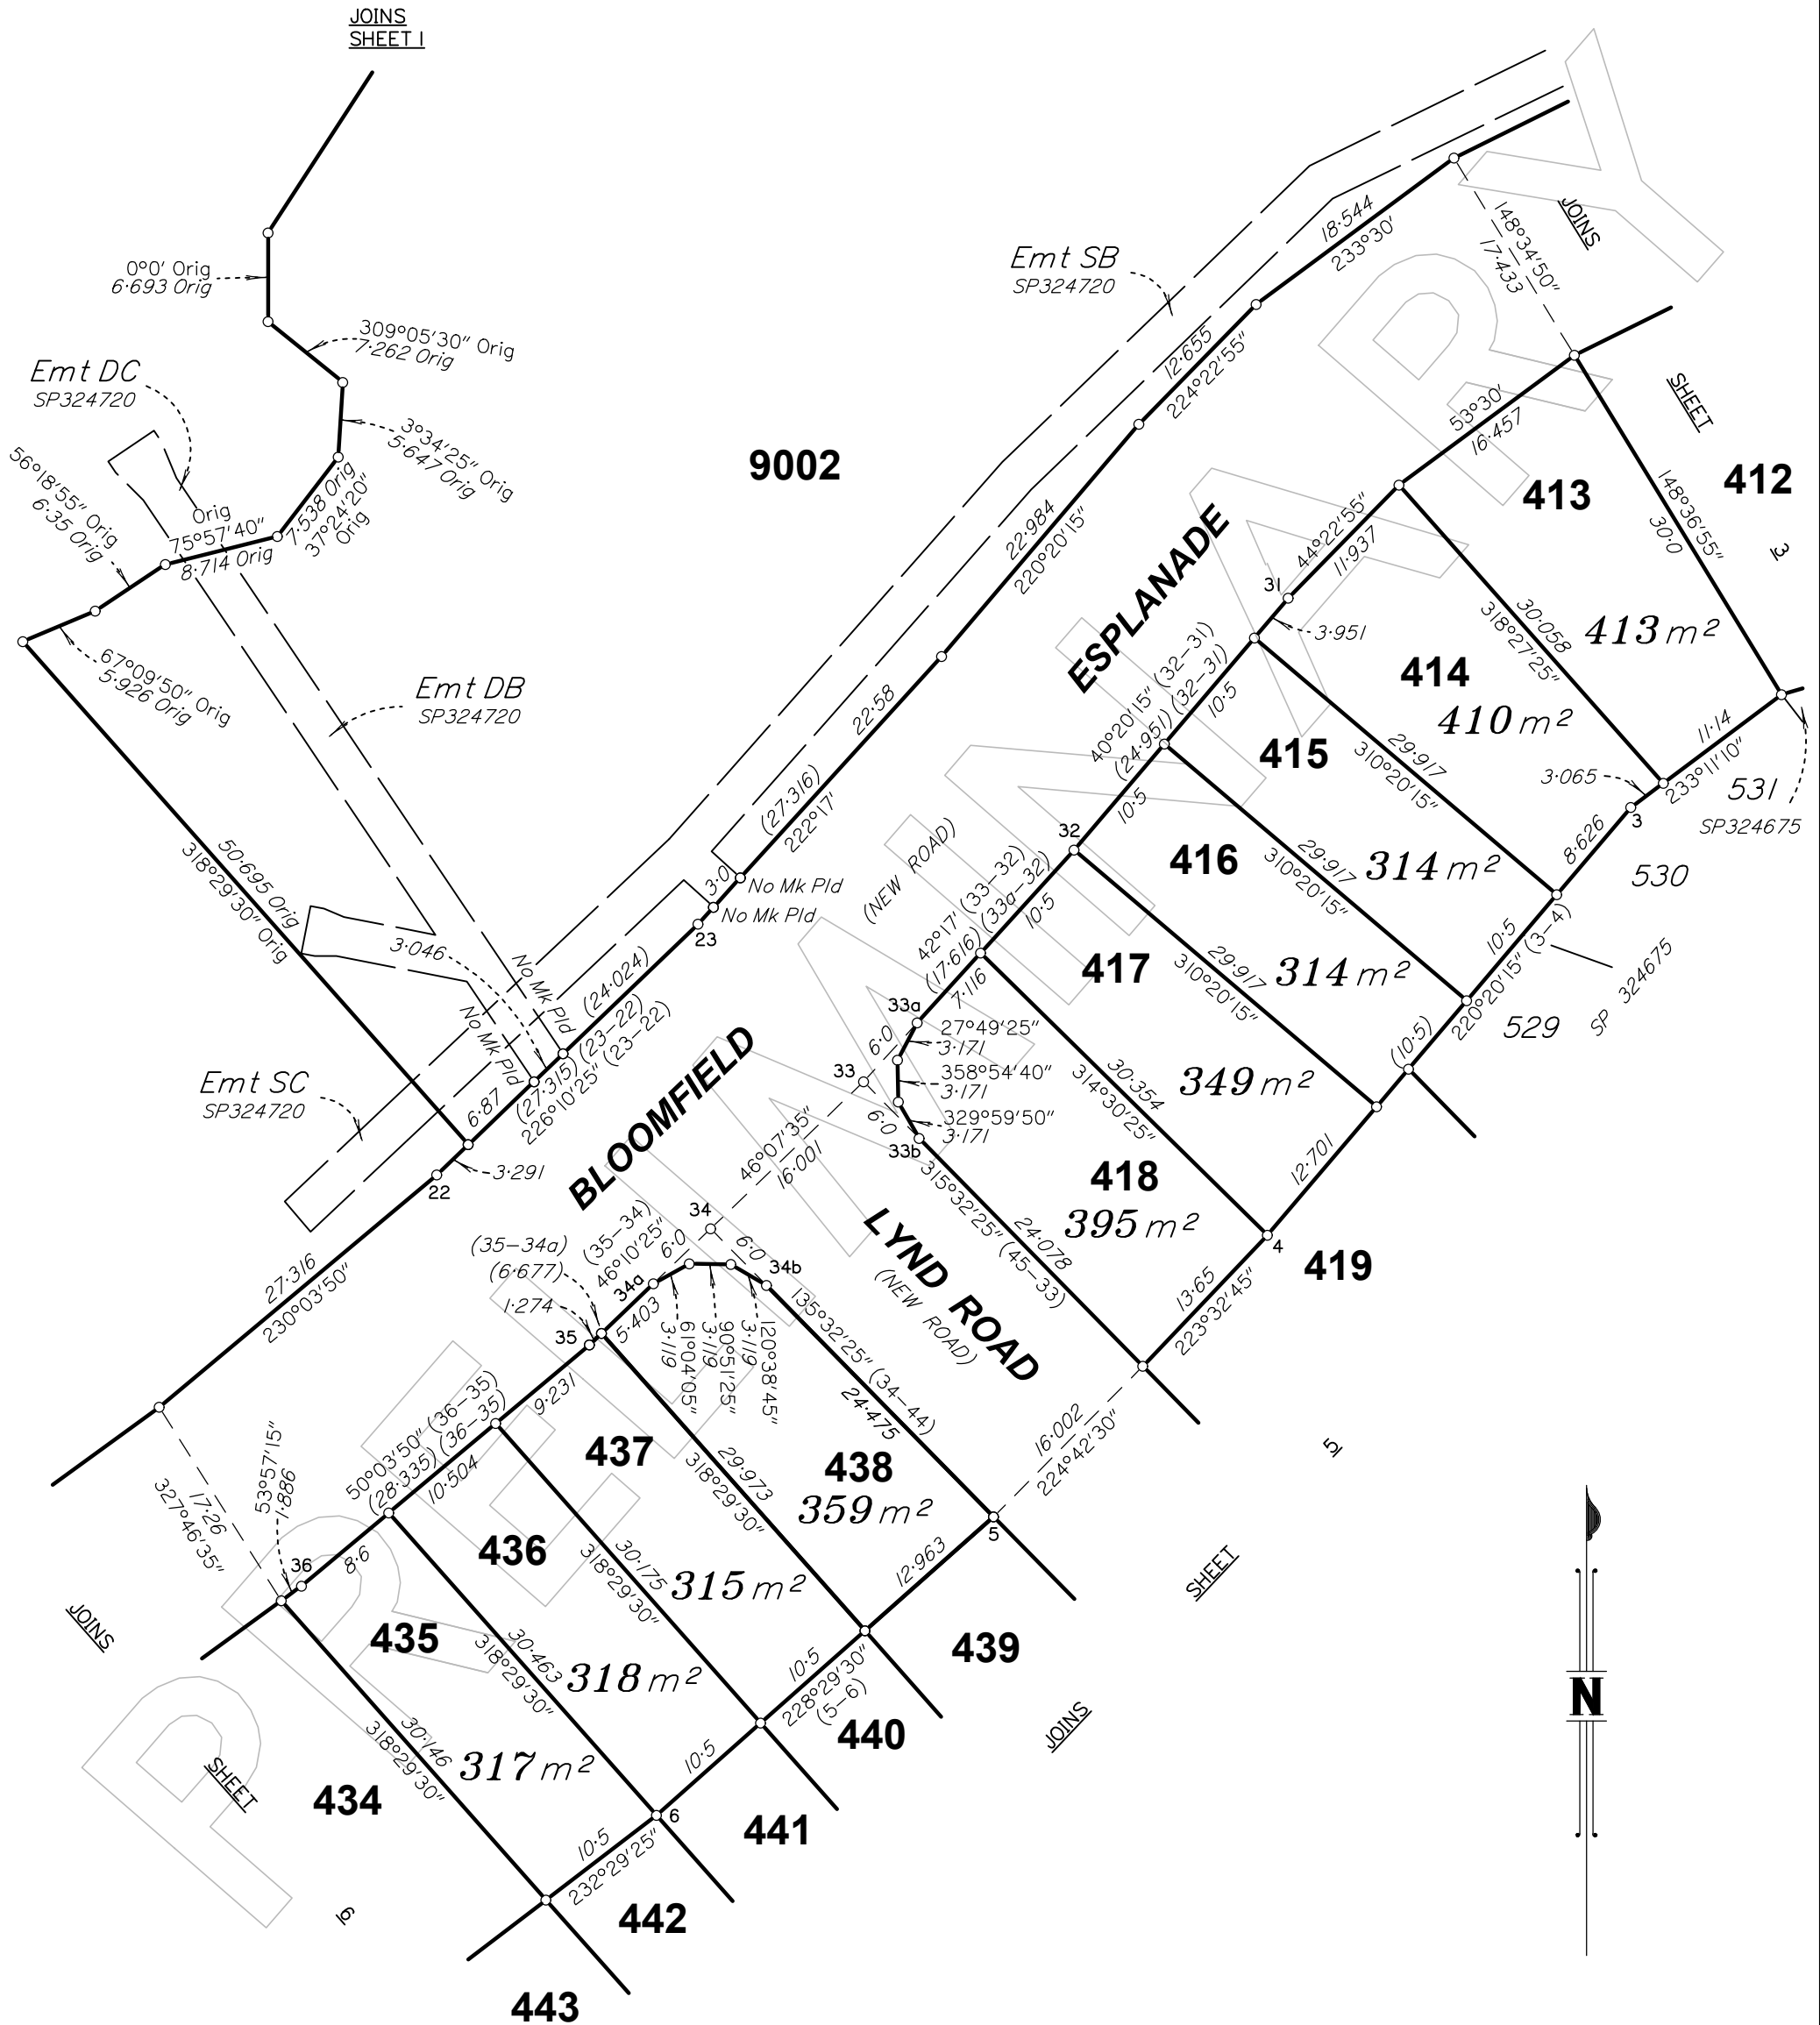 JOINS
SHEET 1
0°0' Orig
6·693 Orig
309°05'30" Orig
7·262 Orig
Emt DC
SP324720
3°34'25" Orig
5·647 Orig
56°18'55" Orig
6·35 Orig
Orig
75°57'40"
8·714 Orig
7·538 Orig
37°24'20"
Orig
67°09'50" Orig
5·926 Orig
Emt DB
SP324720
50·695 Orig
318°29'30" Orig
9002
Emt SB
SP324720
18·544
233°30'
148°34'50"
17·433
JOINS
SHEET
3
12·655
224°22'55"
22·984
220°20'15"
22·58
(27·316)
222°17'
3·0
No Mk Pld
No Mk Pld
23
3·046
No Mk Pld
No Mk Pld
(24·024)
(27·315) (23-22)
226°10'25" (23-22)
6·87
Emt SC
SP324720
3·291
22
27·316
230°03'50"
BLOOMFIELD
ESPLANADE
(NEW ROAD)
53°30'
16·457
413
412
148°36'55"
30·0
413 m²
44°22'55"
11·937
31
3·951
30·058
318°27'25"
414
410 m²
11·14
233°11'10"
3·065
531
SP324675
3
8·626
530
40°20'15" (32-31)
(24·951) (32-31)
10·5
415
29·917
310°20'15"
314 m²
10·5
32
416
29·917
310°20'15"
314 m²
10·5
220°20'15" (3-4)
SP 324675
529
(10·5)
42°17' (33-32)
(17·616) (33a-32)
10·5
417
29·917
310°20'15"
349 m²
12·701
7·116
33a
6·0
33
6·0
33b
27°49'25"
3·171
358°54'40"
3·171
329°59'50"
3·171
30·354
314°30'25"
418
395 m²
315°32'25" (45-33)
24·078
4
419
13·65
223°32'45"
46°07'35"
16·001
LYND ROAD
(NEW ROAD)
16·002
224°42'30"
SHEET
5
JOINS
34
6·0
6·0
34a
34b
(35-34)
46°10'25"
(35-34a)
(6·677)
1·274
5·403
35
61°04'05"
3·119
90°51'25"
3·119
120°38'45"
3·119
135°32'25" (34-44)
24·475
438
359 m²
5
12·963
439
50°03'50" (36-35)
(28·335) (36-35)
9·231
437
29·973
318°29'30"
315 m²
10·504
436
30·175
318°29'30"
318 m²
10·5
228°29'30"
(5-6)
440
53°57'15"
1·886
17·26
327°46'35"
36
8·6
435
30·463
318°29'30"
317 m²
10·5
441
6
30·146
318°29'30"
434
10·5
232°29'25"
442
443
JOINS
SHEET
6
N
PRELIMINARY